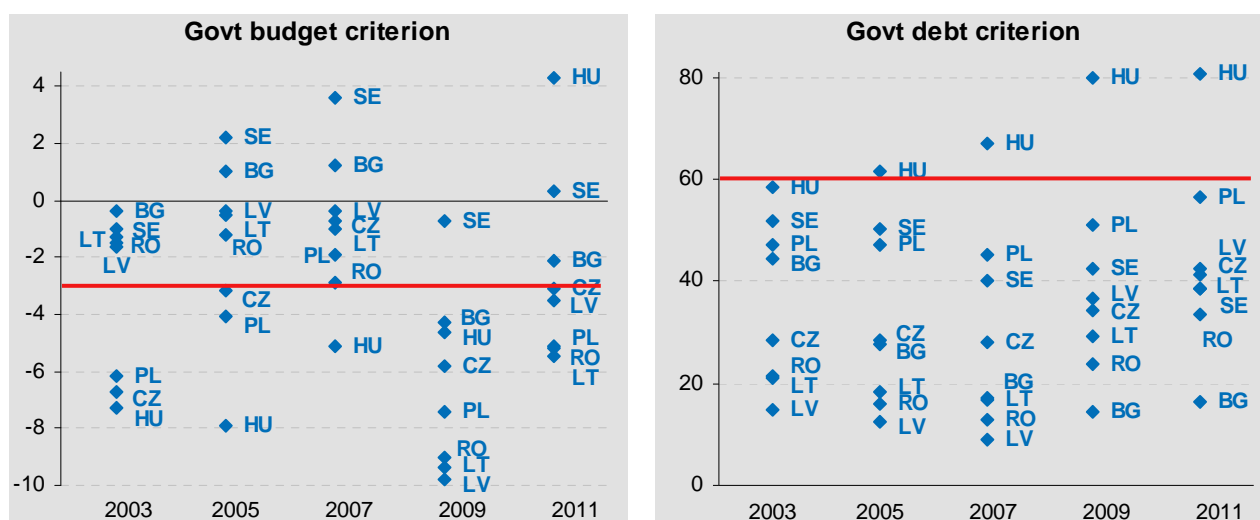 Govt budget criterion
4
2
0
-2
-4
-6
-8
-10
BG
SE
LT
RO
LV
PL
CZ
HU
SE
BG
LV
LT
RO
CZ
PL
HU
SE
BG
LV
CZ
LT
PL
RO
HU
SE
BG
HU
CZ
PL
RO
LT
LV
HU
SE
BG
CZ
LV
PL
RO
LT
2003 2005 2007 2009 2011
Govt debt criterion
80
60
40
20
0
HU
SE
PL
BG
CZ
RO
LT
LV
HU
SE
PL
CZ
BG
LT
RO
LV
HU
PL
SE
CZ
BG
LT
RO
LV
HU
PL
SE
LV
CZ
LT
RO
BG
HU
PL
LV
CZ
LT
SE
RO
BG
2003 2005 2007 2009 2011